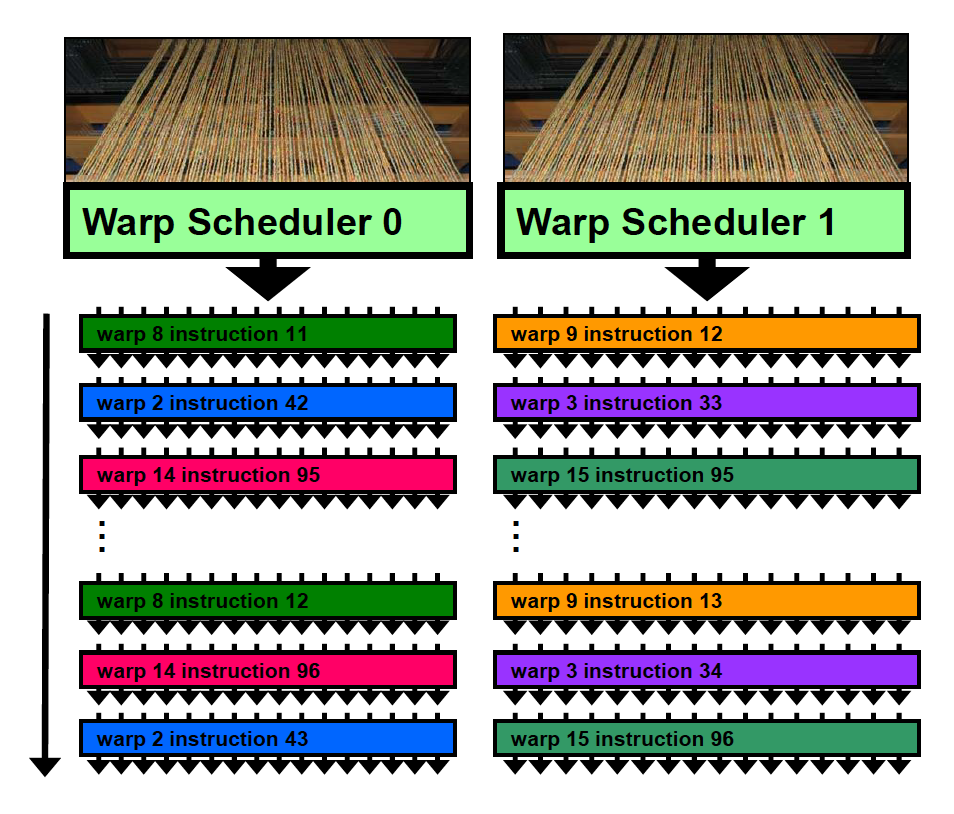 Warp Scheduler 0
Warp Scheduler 1
warp 8 instruction 11
warp 9 instruction 12
warp 2 instruction 42
warp 3 instruction 33
warp 14 instruction 95
warp 15 instruction 95
warp 8 instruction 12
warp 9 instruction 13
warp 14 instruction 96
warp 3 instruction 34
warp 2 instruction 43
warp 15 instruction 96